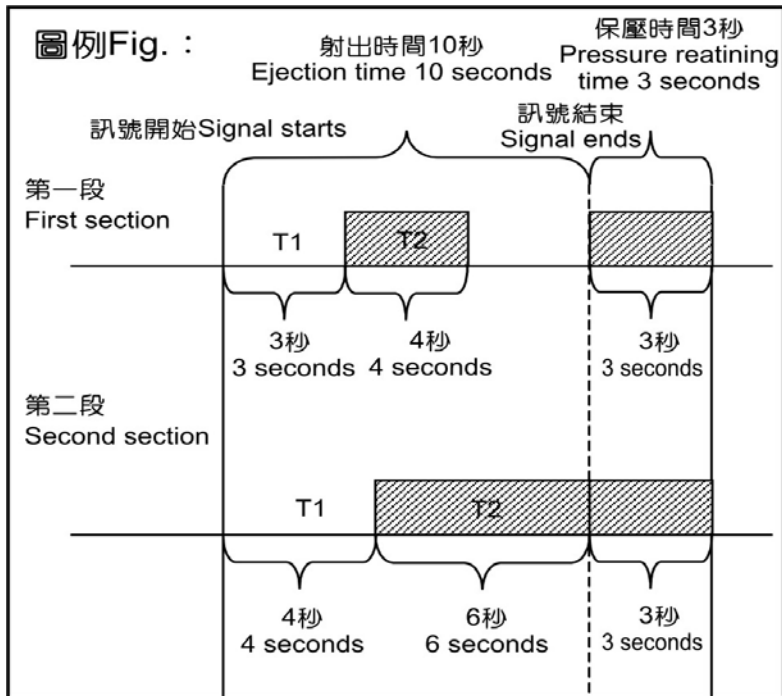 圖例Fig.：
射出時間10秒
Ejection time 10 seconds
保壓時間3秒
Pressure reatining
time 3 seconds
訊號開始Signal starts
訊號結束
Signal ends
第一段
First section
T1
T2
3秒
3 seconds
4秒
4 seconds
3秒
3 seconds
第二段
Second section
T1
T2
4秒
4 seconds
6秒
6 seconds
3秒
3 seconds